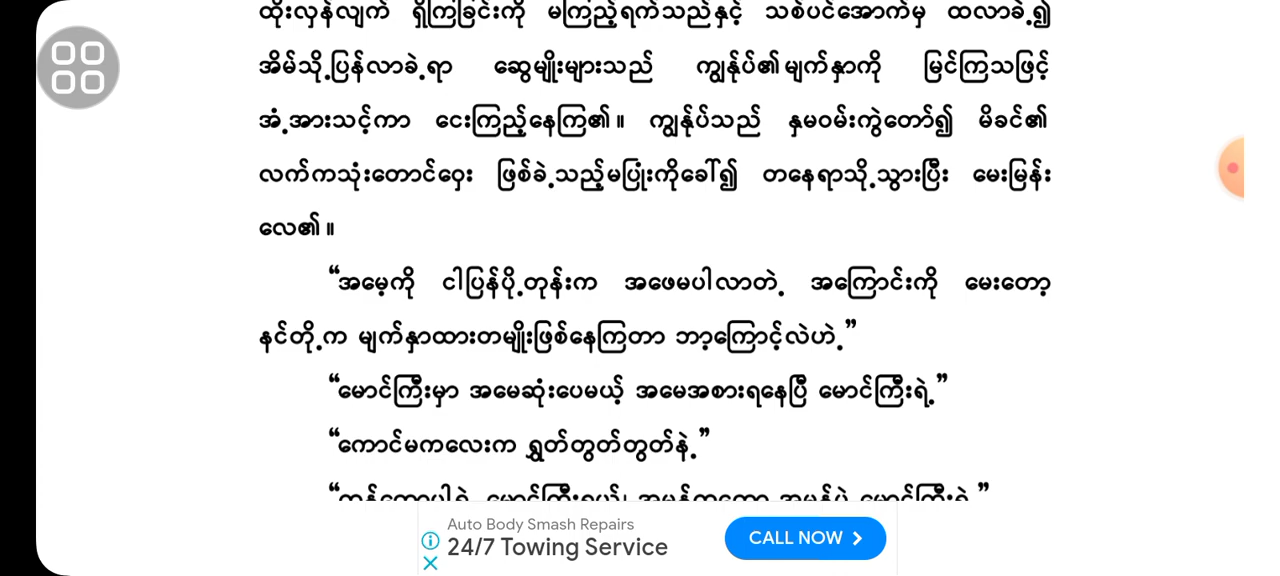 ထိုးလှန်လျက် ရှိကြခြင်းကို မကြည့်ရက်သည်နှင့် သစ်ပင်အောက်မှ ထလာခဲ့၍
အိမ်သို့ပြန်လာခဲ့ရာ ဆွေမျိုးများသည် ကျွန်ုပ်၏မျက်နှာကို မြင်ကြသဖြင့်
အံ့အားသင့်ကာ ငေးကြည့်နေကြ၏။ ကျွန်ုပ်သည် နှမဝမ်းကွဲတော်၍ မိခင်၏
လက်ကသုံးတောင်ဝှေး ဖြစ်ခဲ့သည့်မပြုံးကိုခေါ်၍ တနေရာသို့သွားပြီး မေးမြန်း
လေ၏။
“အမေ့ကို ငါပြန်ပို့တုန်းက အဖေမပါလာတဲ့ အကြောင်းကို မေးတော့
နင်တို့က မျက်နှာထားတမျိုးဖြစ်နေကြတာ ဘာ့ကြောင့်လဲဟဲ့”
“မောင်ကြီးမှာ အမေဆုံးပေမယ့် အမေအစားရနေပြီ မောင်ကြီးရဲ့”
“ကောင်မကလေးက ရွှတ်တွတ်တွတ်နဲ့”
Auto Body Smash Repairs
24/7 Towing Service
CALL NOW